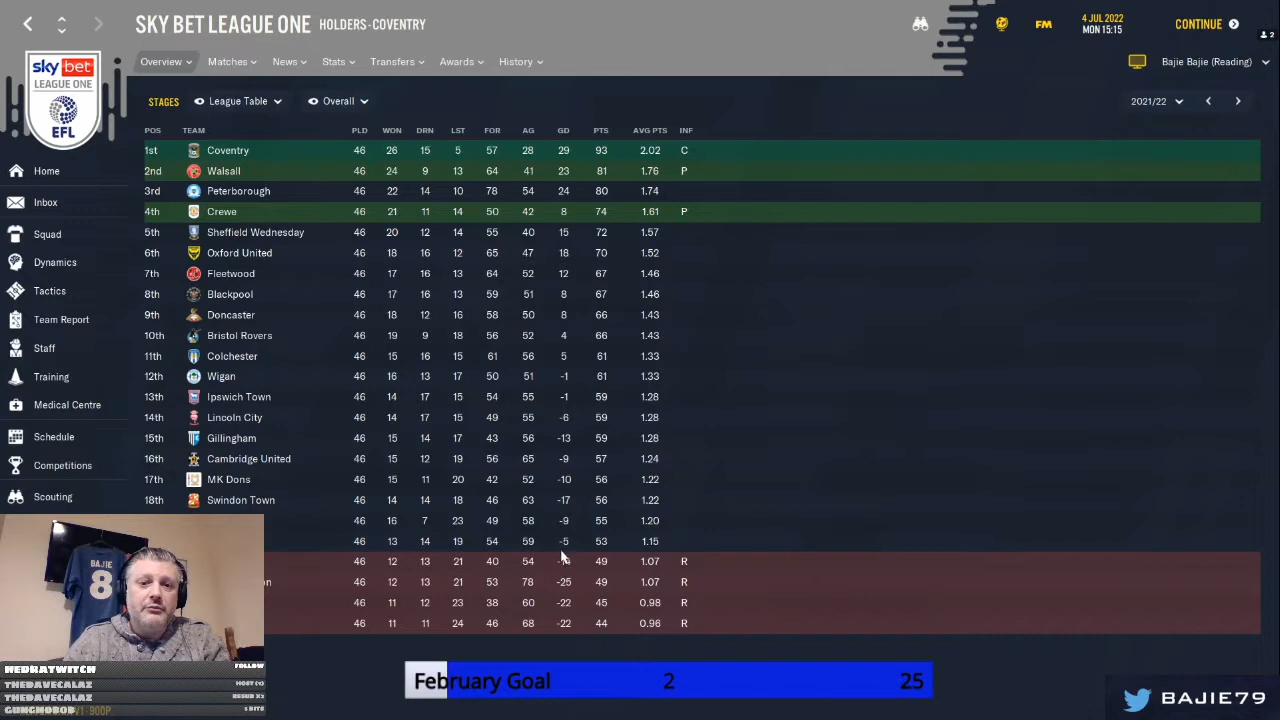 SKY BET LEAGUE ONE HOLDERS - COVENTRY
FM
4 JUL 2022
MON 15:15
CONTINUE
2
sky bet
LEAGUE ONE
EFL
Overview Matches News Stats Transfers Awards History
Bajie Bajie (Reading)
STAGES League Table Overall
2021/22
POS TEAM PLD WON DRN LST FOR AG GD PTS AVG PTS INF
1st Coventry 46 26 15 5 57 28 29 93 2.02 C
2nd Walsall 46 24 9 13 64 41 23 81 1.76 P
3rd Peterborough 46 22 14 10 78 54 24 80 1.74
4th Crewe 46 21 11 14 50 42 8 74 1.61 P
5th Sheffield Wednesday 46 20 12 14 55 40 15 72 1.57
6th Oxford United 46 18 16 12 65 47 18 70 1.52
7th Fleetwood 46 17 16 13 64 52 12 67 1.46
8th Blackpool 46 17 16 13 59 51 8 67 1.46
9th Doncaster 46 18 12 16 58 50 8 66 1.43
10th Bristol Rovers 46 19 9 18 56 52 4 66 1.43
11th Colchester 46 15 16 15 61 56 5 61 1.33
12th Wigan 46 16 13 17 50 51 -1 61 1.33
13th Ipswich Town 46 14 17 15 54 55 -1 59 1.28
14th Lincoln City 46 14 17 15 49 55 -6 59 1.28
15th Gillingham 46 15 14 17 43 56 -13 59 1.28
16th Cambridge United 46 15 12 19 56 65 -9 57 1.24
17th MK Dons 46 15 11 20 42 52 -10 56 1.22
18th Swindon Town 46 14 14 18 46 63 -17 56 1.22
46 16 7 23 49 58 -9 55 1.20
46 13 14 19 54 59 -5 53 1.15
46 12 13 21 40 54 49 1.07 R
on 46 12 13 21 53 78 -25 49 1.07 R
46 11 12 23 38 60 -22 45 0.98 R
46 11 11 24 46 68 -22 44 0.96 R
Home
Inbox
Squad
Dynamics
Tactics
Team Report
Staff
Training
Medical Centre
Schedule
Competitions
Scouting
BAJIE
8
HEDRATWITCH FOLLOW
THEDAVECALAZ HOST (1)
THEDAVECALAZ RESUB X2
GUNGHOBOB 5 BITS
February Goal 2 25
BAJIE79